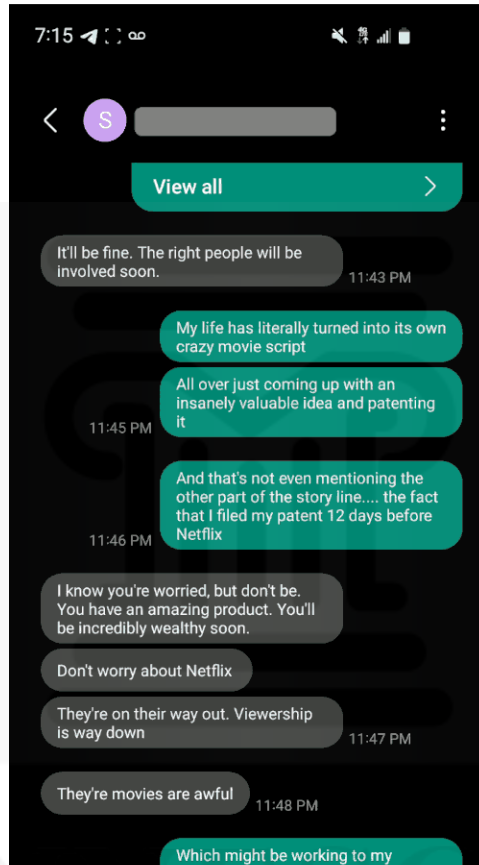 7:15
S
View all
It'll be fine. The right people will be
involved soon.
11:43 PM
My life has literally turned into its own
crazy movie script
All over just coming up with an
insanely valuable idea and patenting
it
11:45 PM
And that's not even mentioning the
other part of the story line.... the fact
that I filed my patent 12 days before
Netflix
11:46 PM
I know you're worried, but don't be.
You have an amazing product. You'll
be incredibly wealthy soon.
Don't worry about Netflix
They're on their way out. Viewership
is way down
11:47 PM
They're movies are awful
11:48 PM
Which might be working to my